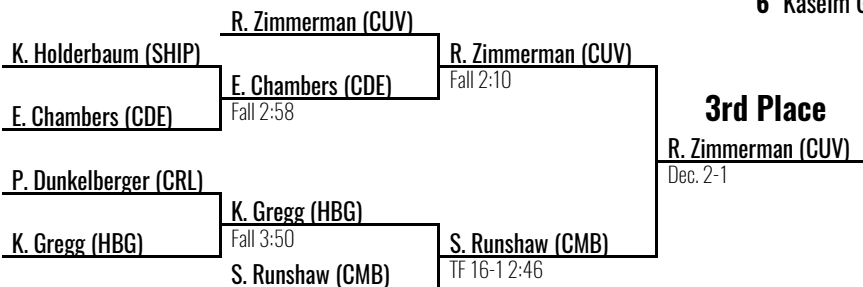 6 Kaseim
R. Zimmerman (CUV)
K. Holderbaum (SHIP)
R. Zimmerman (CUV)
E. Chambers (CDE)
Fall 2:10
E. Chambers (CDE)
Fall 2:58
3rd Place
R. Zimmerman (CUV)
Dec. 2-1
P. Dunkelberger (CRL)
K. Gregg (HBG)
K. Gregg (HBG)
Fall 3:50
S. Runshaw (CMB)
S. Runshaw (CMB)
TF 16-1 2:46